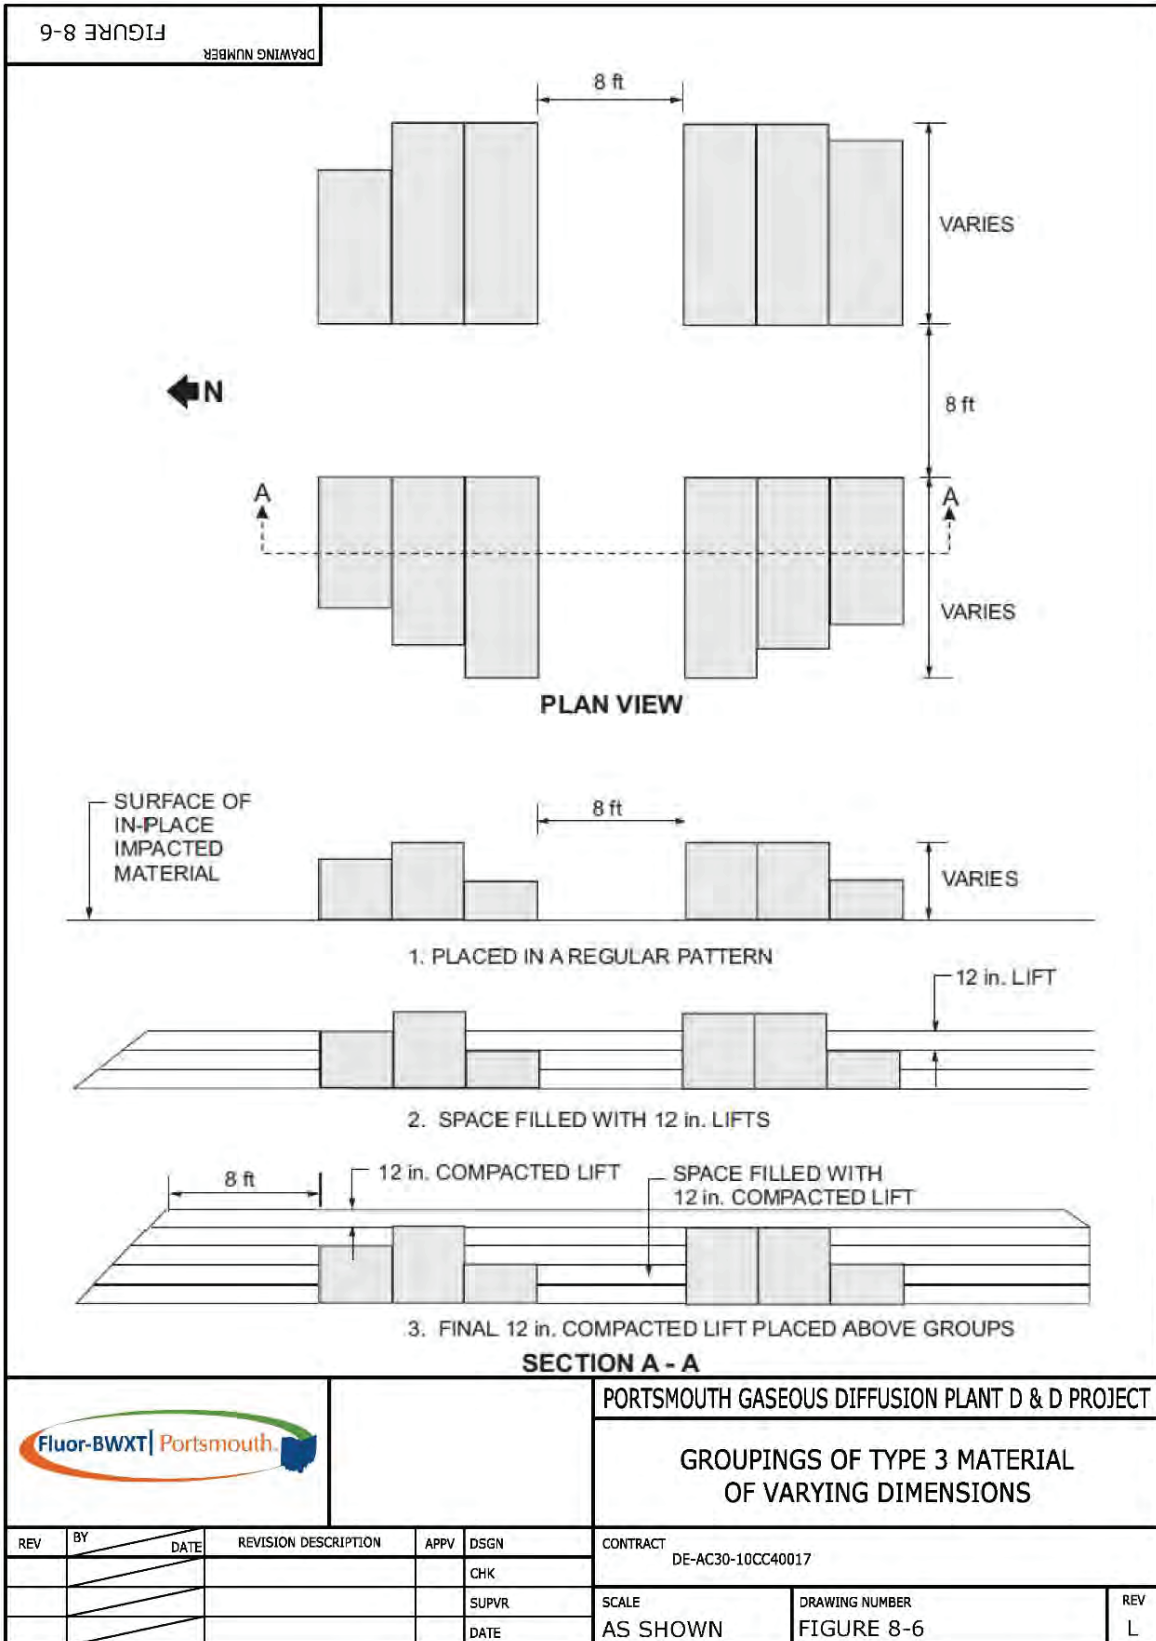 FIGURE 8-6
DRAWING NUMBER
8 ft
VARIES
N
8 ft
A
A
VARIES
PLAN VIEW
SURFACE OF
IN-PLACE
IMPACTED
MATERIAL
8 ft
VARIES
1. PLACED IN A REGULAR PATTERN
12 in. LIFT
2. SPACE FILLED WITH 12 in. LIFTS
8 ft
12 in. COMPACTED LIFT
SPACE FILLED WITH
12 in. COMPACTED LIFT
3. FINAL 12 in. COMPACTED LIFT PLACED ABOVE GROUPS
SECTION A - A
Fluor-BWXT Portsmouth
PORTSMOUTH GASEOUS DIFFUSION PLANT D & D PROJECT
GROUPINGS OF TYPE 3 MATERIAL
OF VARYING DIMENSIONS
REV BY DATE REVISION DESCRIPTION APPV DSGN
CHK
SUPVR
DATE
CONTRACT
DE-AC30-10CC40017
SCALE
AS SHOWN
DRAWING NUMBER
FIGURE 8-6
REV
L